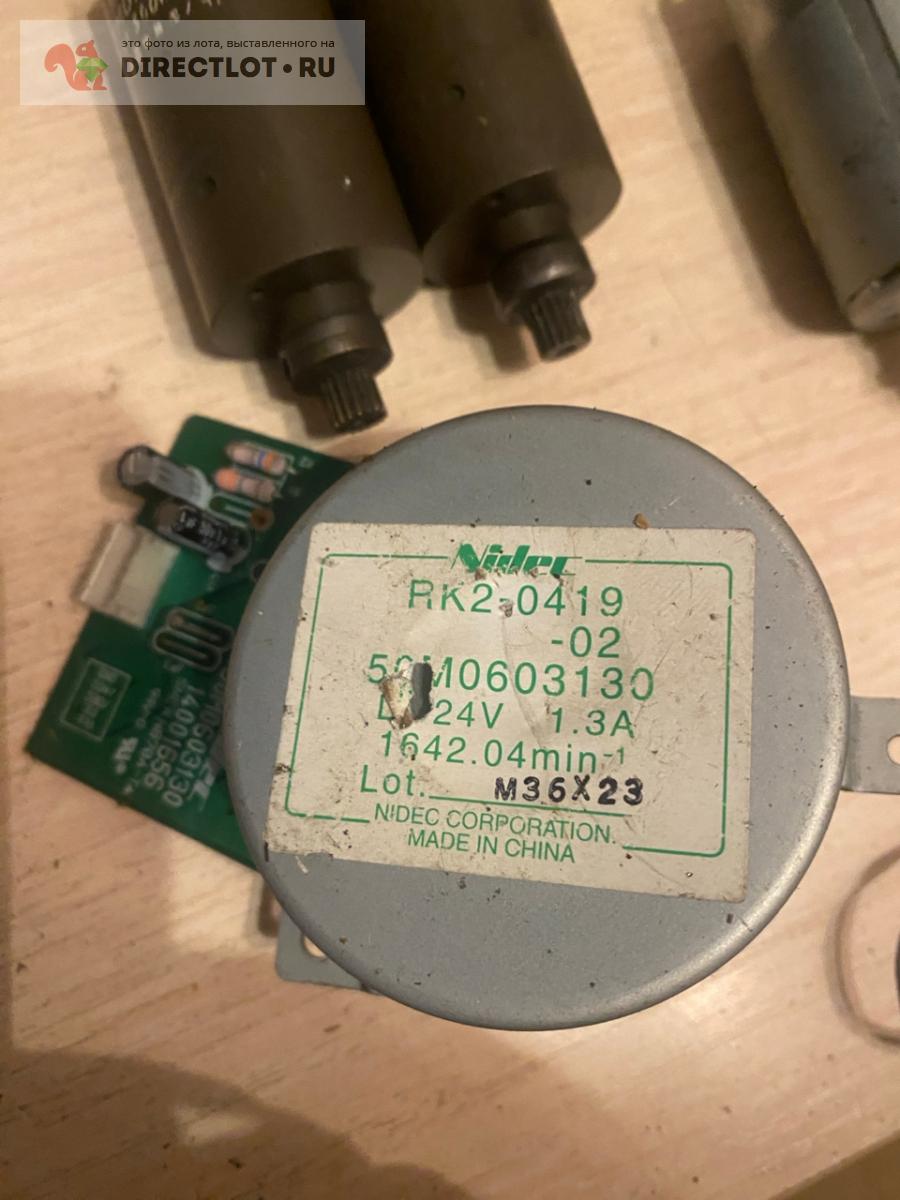 это фото из лота, выставленного на
DIRECTLOT•RU
Nidec
RK2-0419
-02
M0603130
24V 1.3A
1642.04min⁻¹
Lot. M36X23
NIDEC CORPORATION.
MADE IN CHINA